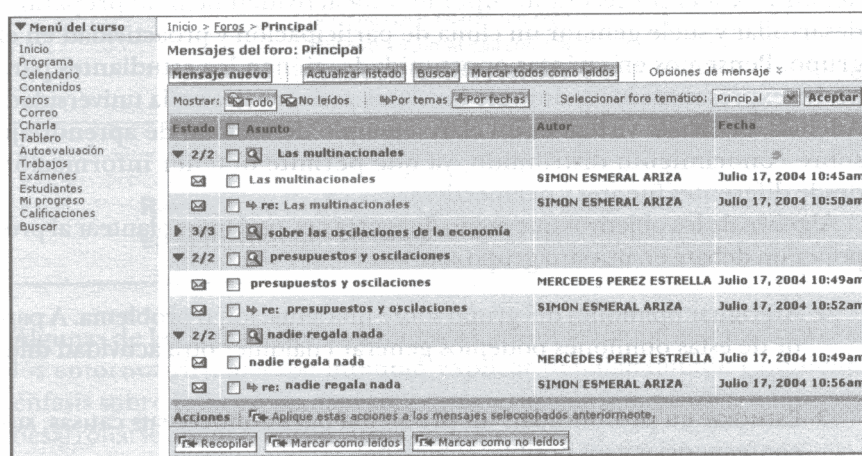 Menú del curso
Inicio
Programa
Calendario
Contenidos
Foros
Correo
Charla
Tablero
Autoevaluación
Trabajos
Exámenes
Estudiantes
Mi progreso
Calificaciones
Buscar
Inicio > Foros > Principal
Mensajes del foro: Principal
Mensaje nuevo Actualizar listado Buscar Marcar todos como leídos Opciones de mensaje
Mostrar: Todo No leídos Por temas Por fechas Seleccionar foro temático: Principal Aceptar
Estado Asunto Autor Fecha
2/2 Las multinacionales
Las multinacionales SIMON ESMERAL ARIZA Julio 17, 2004 10:45am
re: Las multinacionales SIMON ESMERAL ARIZA Julio 17, 2004 10:50am
3/3 sobre las oscilaciones de la economía
2/2 presupuestos y oscilaciones
presupuestos y oscilaciones MERCEDES PEREZ ESTRELLA Julio 17, 2004 10:49am
re: presupuestos y oscilaciones SIMON ESMERAL ARIZA Julio 17, 2004 10:52am
2/2 nadie regala nada
nadie regala nada MERCEDES PEREZ ESTRELLA Julio 17, 2004 10:49am
re: nadie regala nada SIMON ESMERAL ARIZA Julio 17, 2004 10:56am
Acciones Aplique estas acciones a los mensajes seleccionados anteriormente.
Recopilar Marcar como leídos Marcar como no leídos